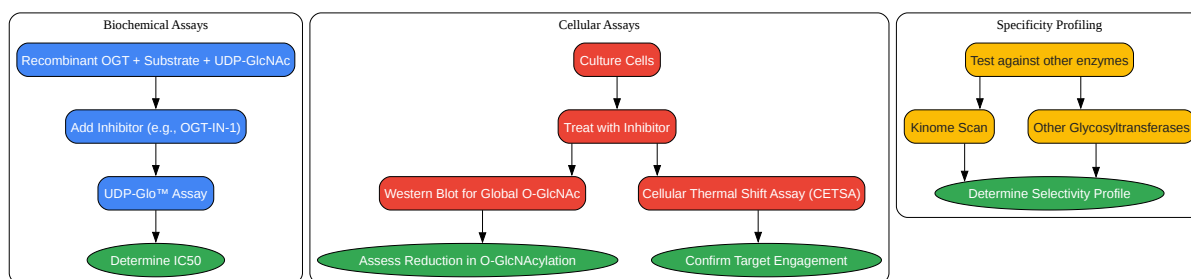 Biochemical Assays
Recombinant OGT + Substrate + UDP-GlcNAc
Add Inhibitor (e.g., OGT-IN-1)
UDP-Glo™ Assay
Determine IC50
Cellular Assays
Culture Cells
Treat with Inhibitor
Western Blot for Global O-GlcNAc
Cellular Thermal Shift Assay (CETSA)
Assess Reduction in O-GlcNAcylation
Confirm Target Engagement
Specificity Profiling
Test against other enzymes
Kinome Scan
Other Glycosyltransferases
Determine Selectivity Profile